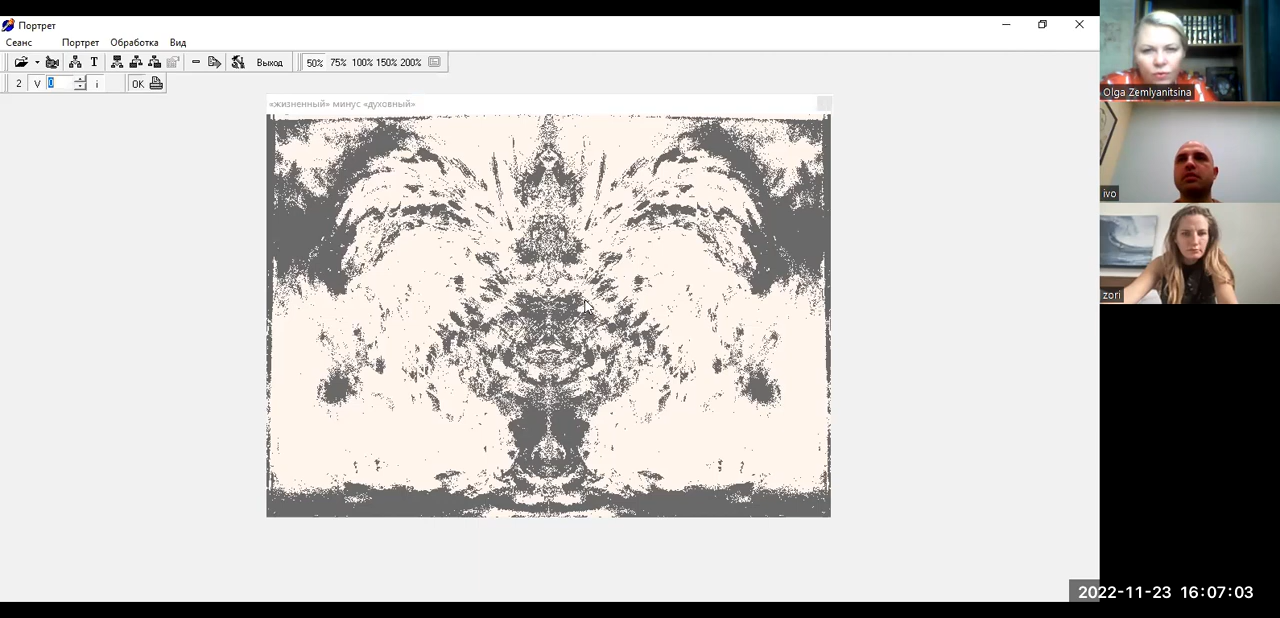 Портрет
Сеанс Портрет Обработка Вид
T Выход 50% 75% 100% 150% 200%
2 V 0 i OK
«жизненный» минус «духовный»
Olga Zemlyanitsina
ivo
zori
2022-11-23 16:07:03